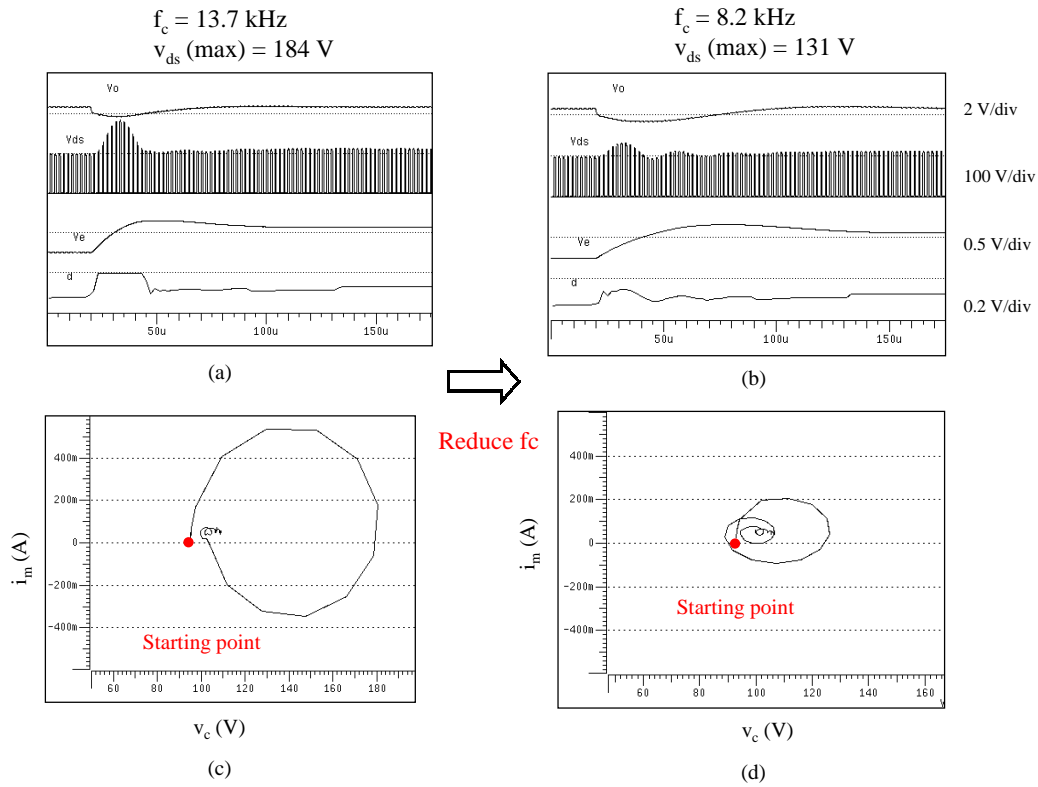 f_c = 13.7 kHz
v_ds (max) = 184 V
f_c = 8.2 kHz
v_ds (max) = 131 V
Vo
Vds
Ve
d
50u 100u 150u
(a)
Vo
Vds
Ve
d
50u 100u 150u
2 V/div
100 V/div
0.5 V/div
0.2 V/div
(b)
Reduce fc
400m
200m
0
-200m
-400m
i_m (A)
Starting point
60 80 100 120 140 160 180
v_c (V)
(c)
400m
200m
0
-200m
-400m
i_m (A)
Starting point
60 80 100 120 140 160
v_c (V)
(d)